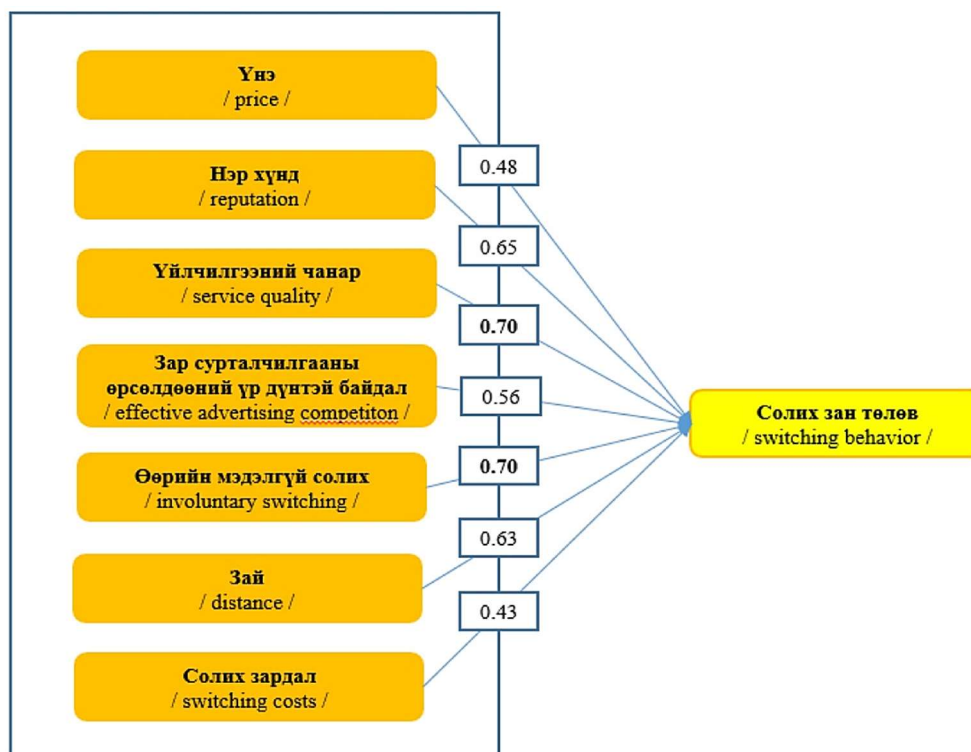 Үнэ
/ price /
0.48
Нэр хүнд
/ reputation /
0.65
Үйлчилгээний чанар
/ service quality /
0.70
Зар сурталчилгааны
өрсөлдөөний үр дүнтэй байдал
/ effective advertising competiton /
0.56
Солих зан төлөв
/ switching behavior /
Өөрийн мэдэлгүй солих
/ involuntary switching /
0.70
Зай
/ distance /
0.63
Солих зардал
/ switching costs /
0.43